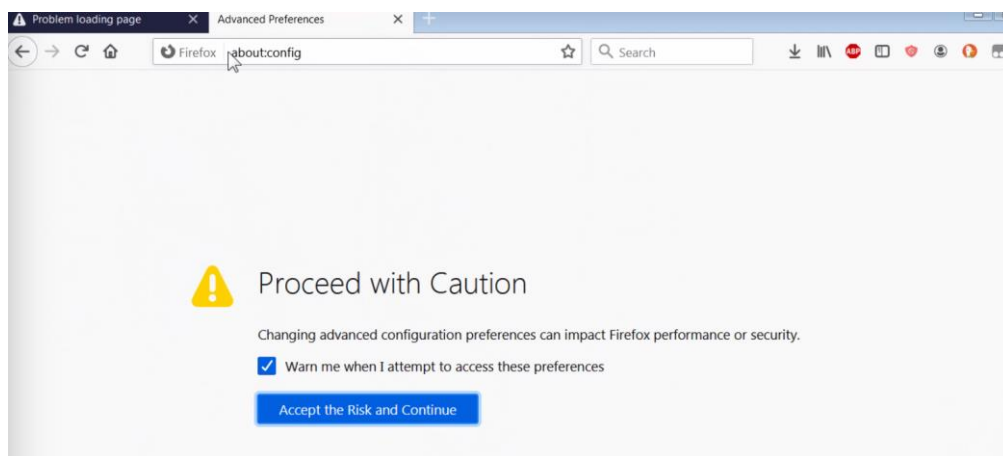 Problem loading page
Advanced Preferences
Firefox
about:config
Search
ABP
Proceed with Caution
Changing advanced configuration preferences can impact Firefox performance or security.
Warn me when I attempt to access these preferences
Accept the Risk and Continue